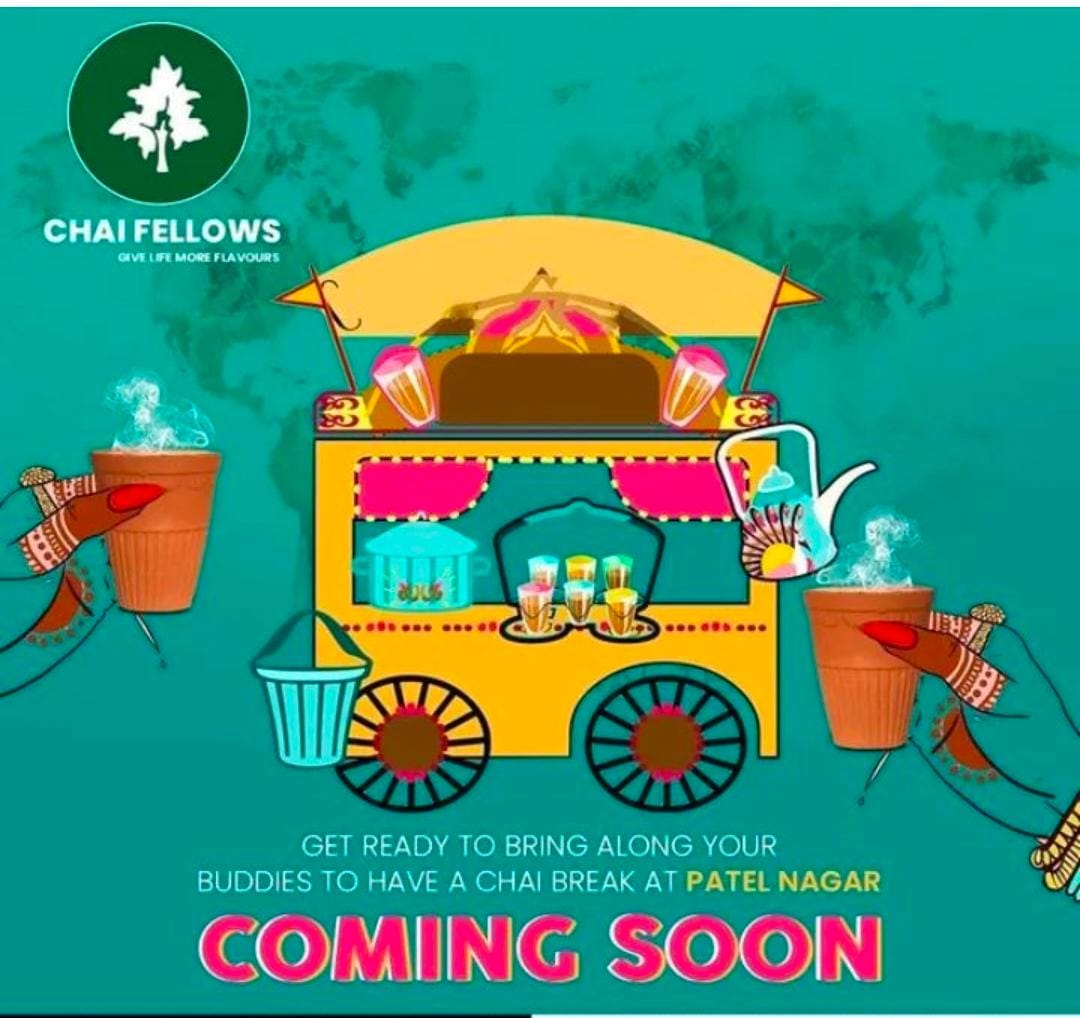 CHAI FELLOWS
GIVE LIFE MORE FLAVOURS
GET READY TO BRING ALONG YOUR
BUDDIES TO HAVE A CHAI BREAK AT PATEL NAGAR
COMING SOON